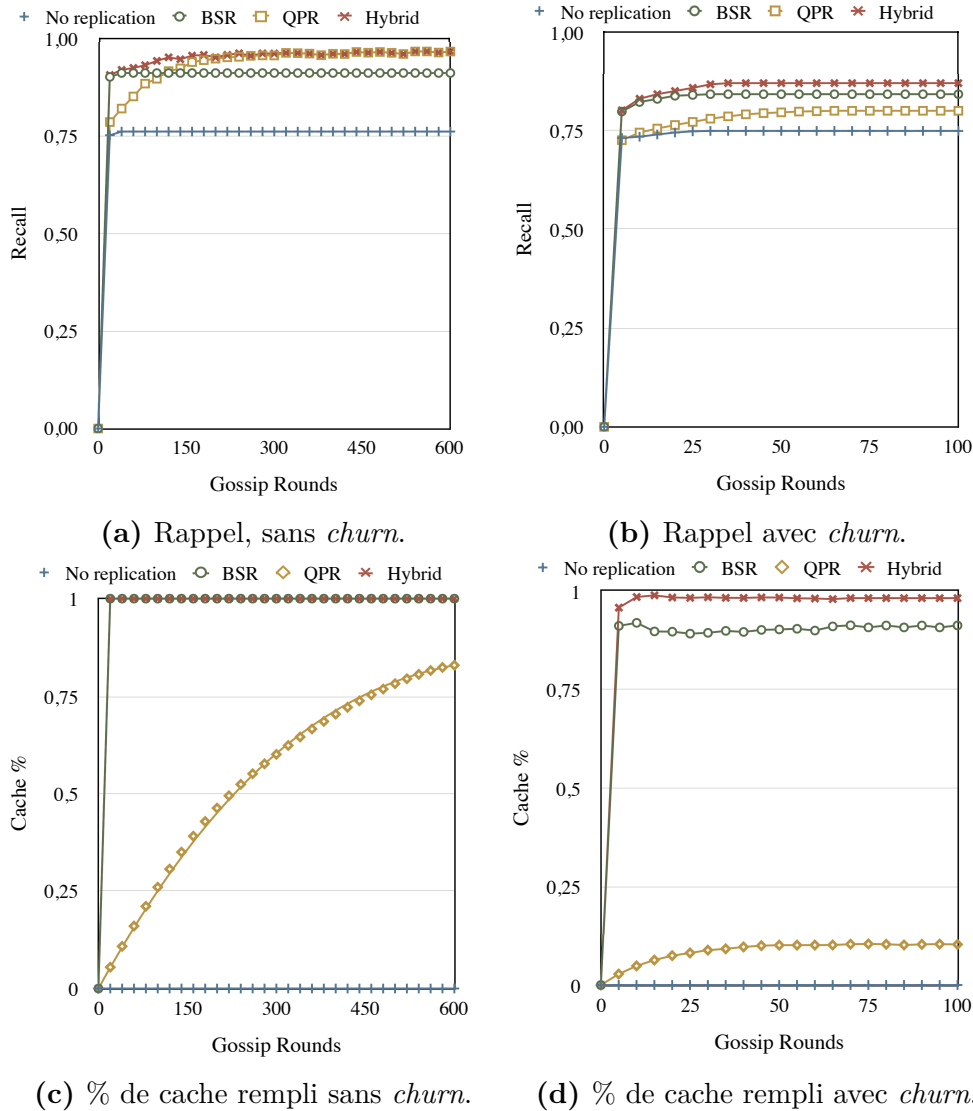 No replication BSR QPR Hybrid
1,00
0,75
0,50
0,25
0,00
Recall
0 150 300 450 600
Gossip Rounds
(a) Rappel, sans churn.
No replication BSR QPR Hybrid
1,00
0,75
0,50
0,25
0,00
Recall
0 25 50 75 100
Gossip Rounds
(b) Rappel avec churn.
No replication BSR QPR Hybrid
1
0,75
0,5
0,25
0
Cache %
0 150 300 450 600
Gossip Rounds
(c) % de cache rempli sans churn.
No replication BSR QPR Hybrid
1
0,75
0,5
0,25
0
Cache %
0 25 50 75 100
Gossip Rounds
(d) % de cache rempli avec churn.